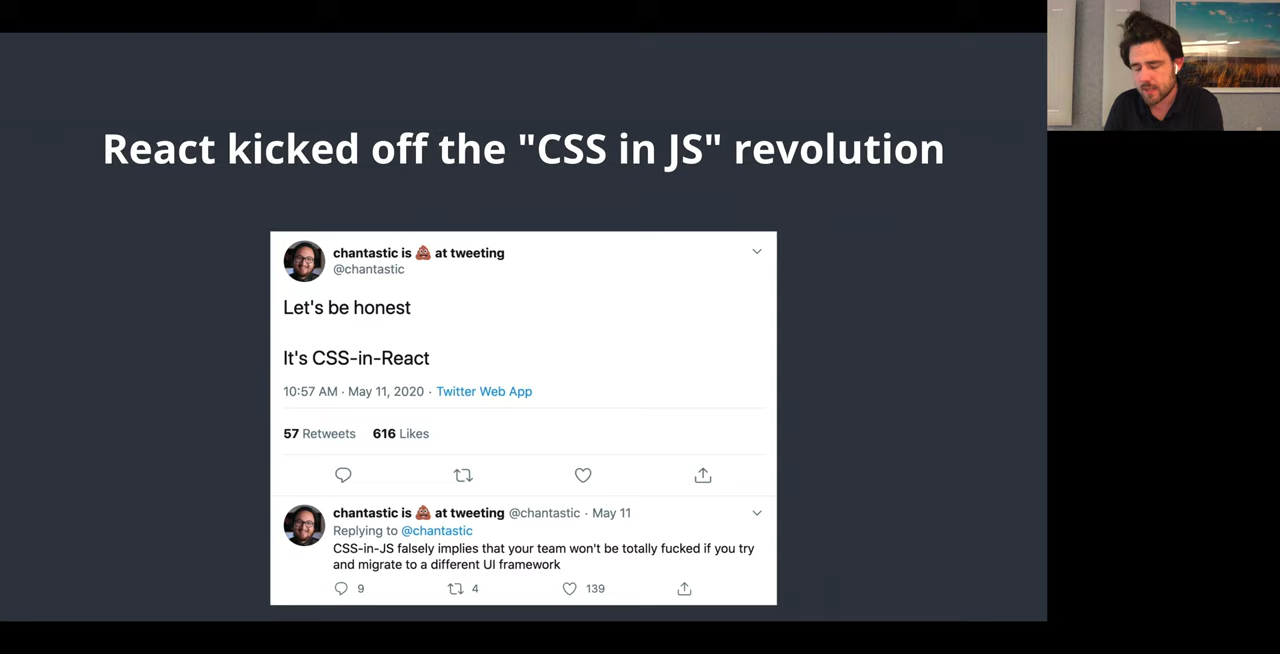 React kicked off the "CSS in JS" revolution
chantastic is 💩 at tweeting
@chantastic
Let's be honest
It's CSS-in-React
10:57 AM · May 11, 2020 · Twitter Web App
57 Retweets 616 Likes
chantastic is 💩 at tweeting @chantastic · May 11
Replying to @chantastic
CSS-in-JS falsely implies that your team won't be totally fucked if you try
and migrate to a different UI framework
9 4 139